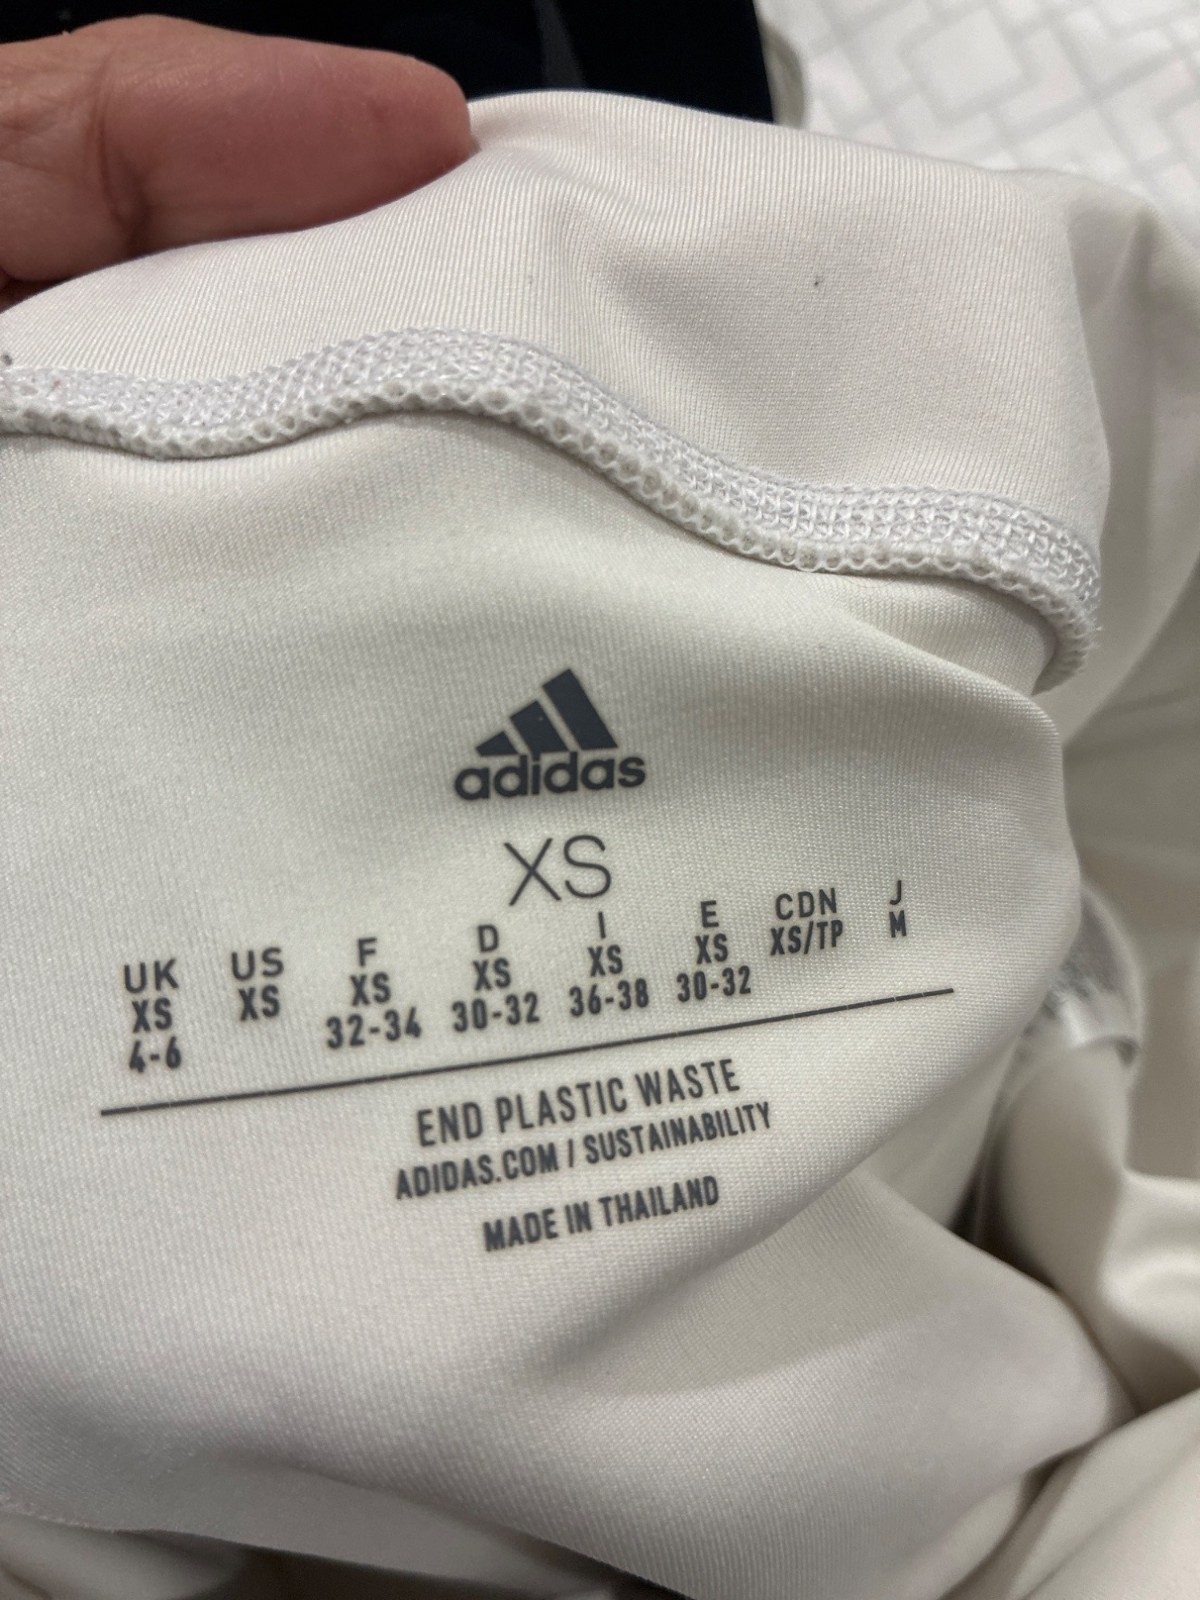 adidas
XS
UK US F D I E CDN J
XS XS XS XS XS XS XS/TP M
4-6 32-34 30-32 36-38 30-32
END PLASTIC WASTE
ADIDAS.COM / SUSTAINABILITY
MADE IN THAILAND